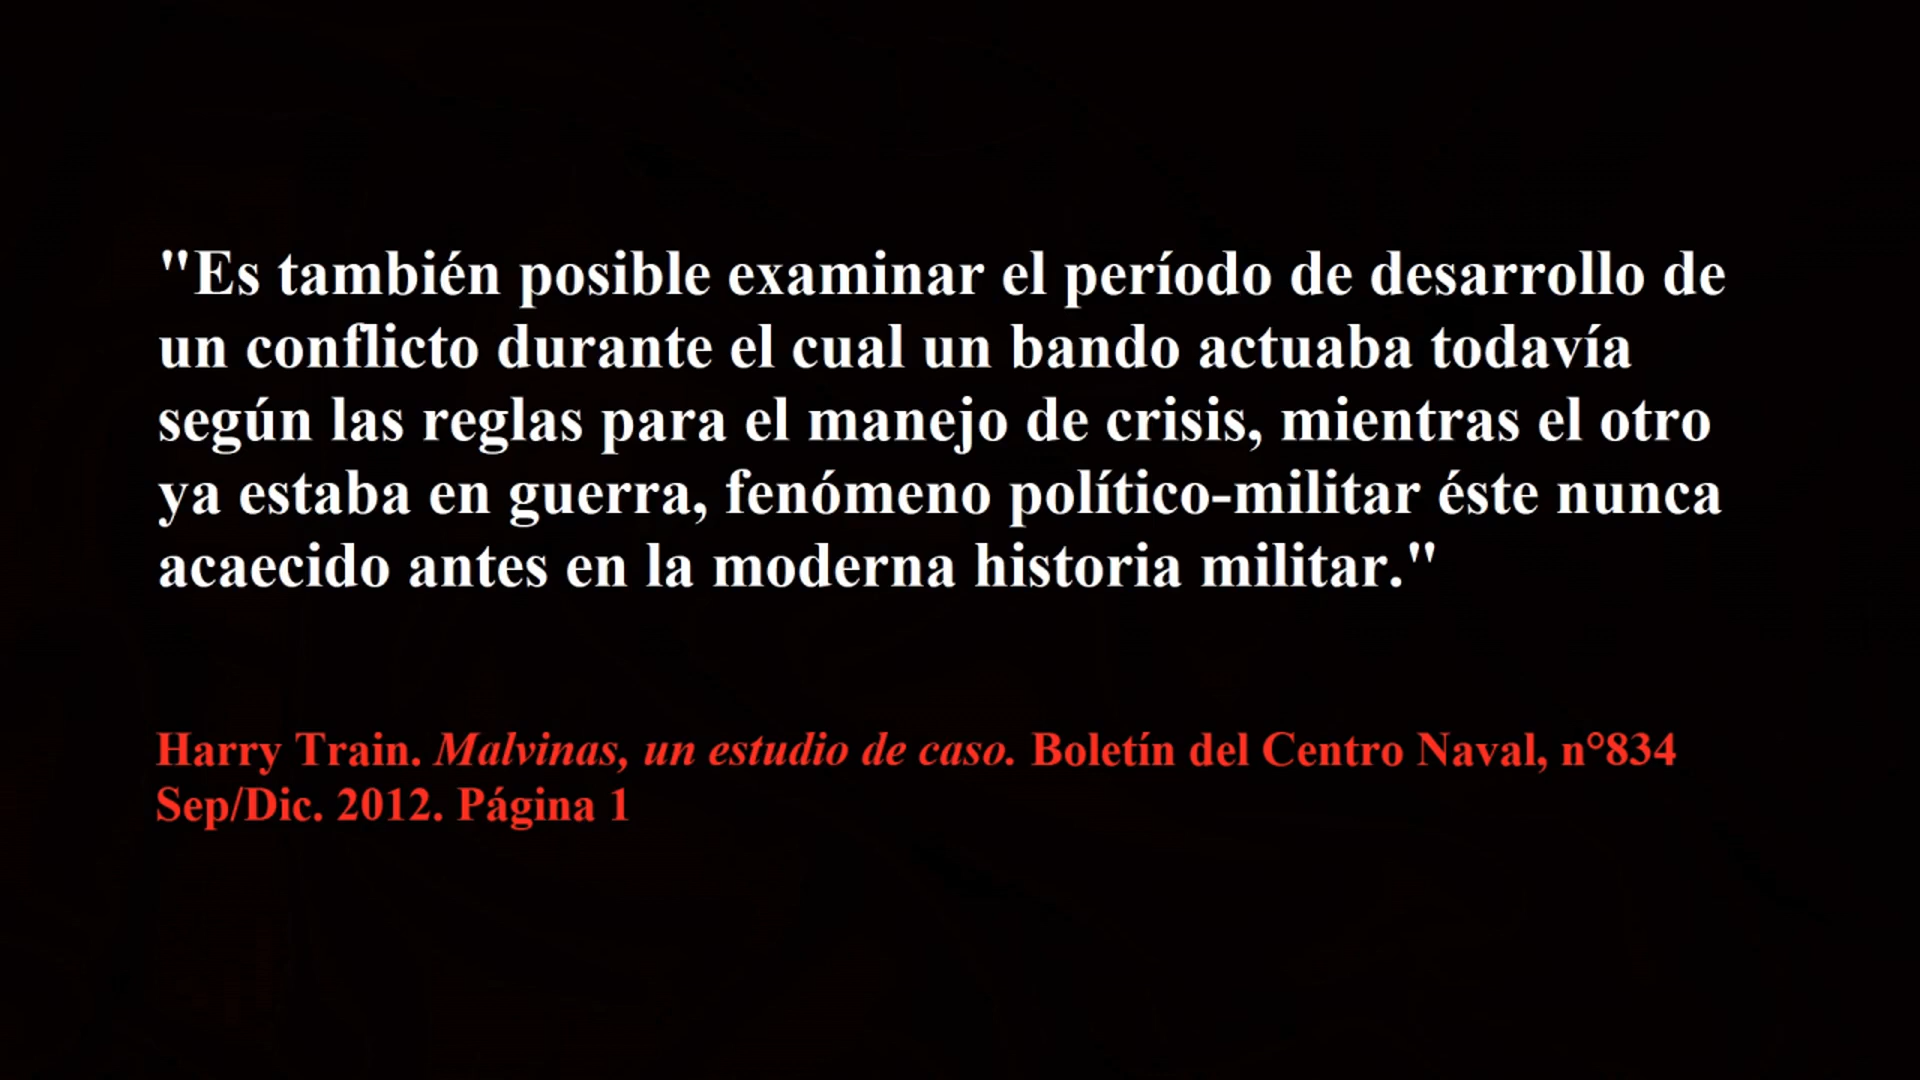 "Es también posible examinar el período de desarrollo de
un conflicto durante el cual un bando actuaba todavía
según las reglas para el manejo de crisis, mientras el otro
ya estaba en guerra, fenómeno político-militar éste nunca
acaecido antes en la moderna historia militar."
Harry Train. Malvinas, un estudio de caso. Boletín del Centro Naval, n°834
Sep/Dic. 2012. Página 1